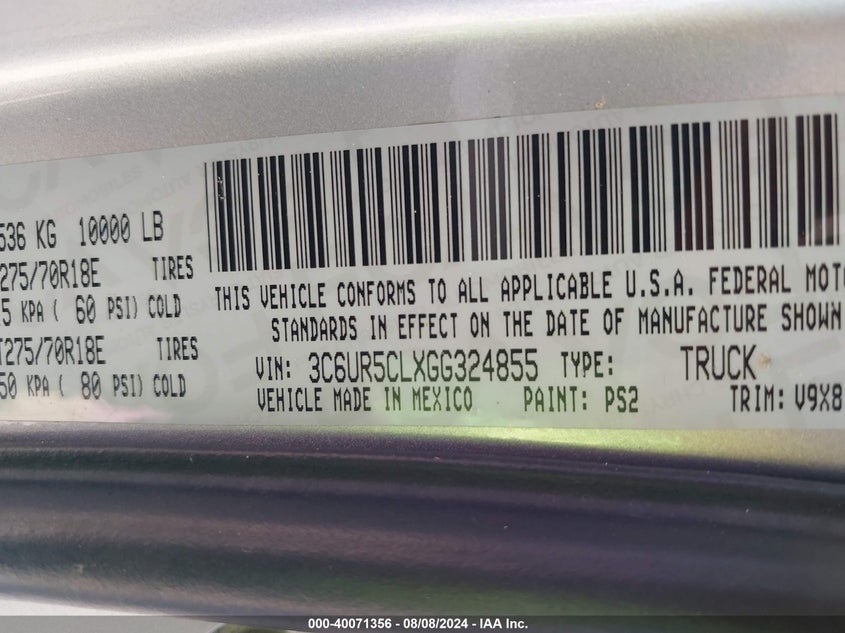 536 KG 10000 LB
275/70R18E TIRES
5 KPA ( 60 PSI) COLD
T275/70R18E TIRES
50 KPA ( 80 PSI) COLD
THIS VEHICLE CONFORMS TO ALL APPLICABLE U.S.A. FEDERAL MOTO
STANDARDS IN EFFECT ON THE DATE OF MANUFACTURE SHOWN
VIN: 3C6UR5CLXGG324855 TYPE: TRUCK
VEHICLE MADE IN MEXICO PAINT: PS2 TRIM: V9X8
000-40071356 - 08/08/2024 - IAA Inc.